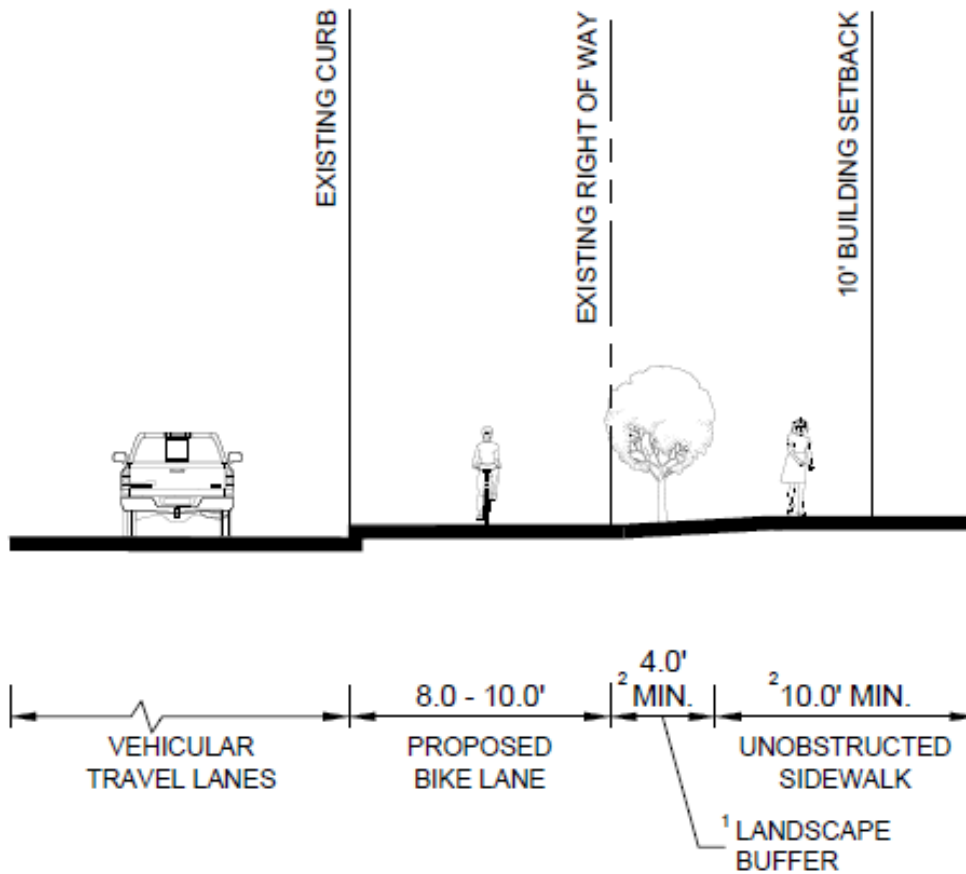 EXISTING CURB
EXISTING RIGHT OF WAY
10' BUILDING SETBACK
8.0 - 10.0'
4.0'
2 MIN.
2 10.0' MIN.
VEHICULAR
TRAVEL LANES
PROPOSED
BIKE LANE
UNOBSTRUCTED
SIDEWALK
1 LANDSCAPE
BUFFER